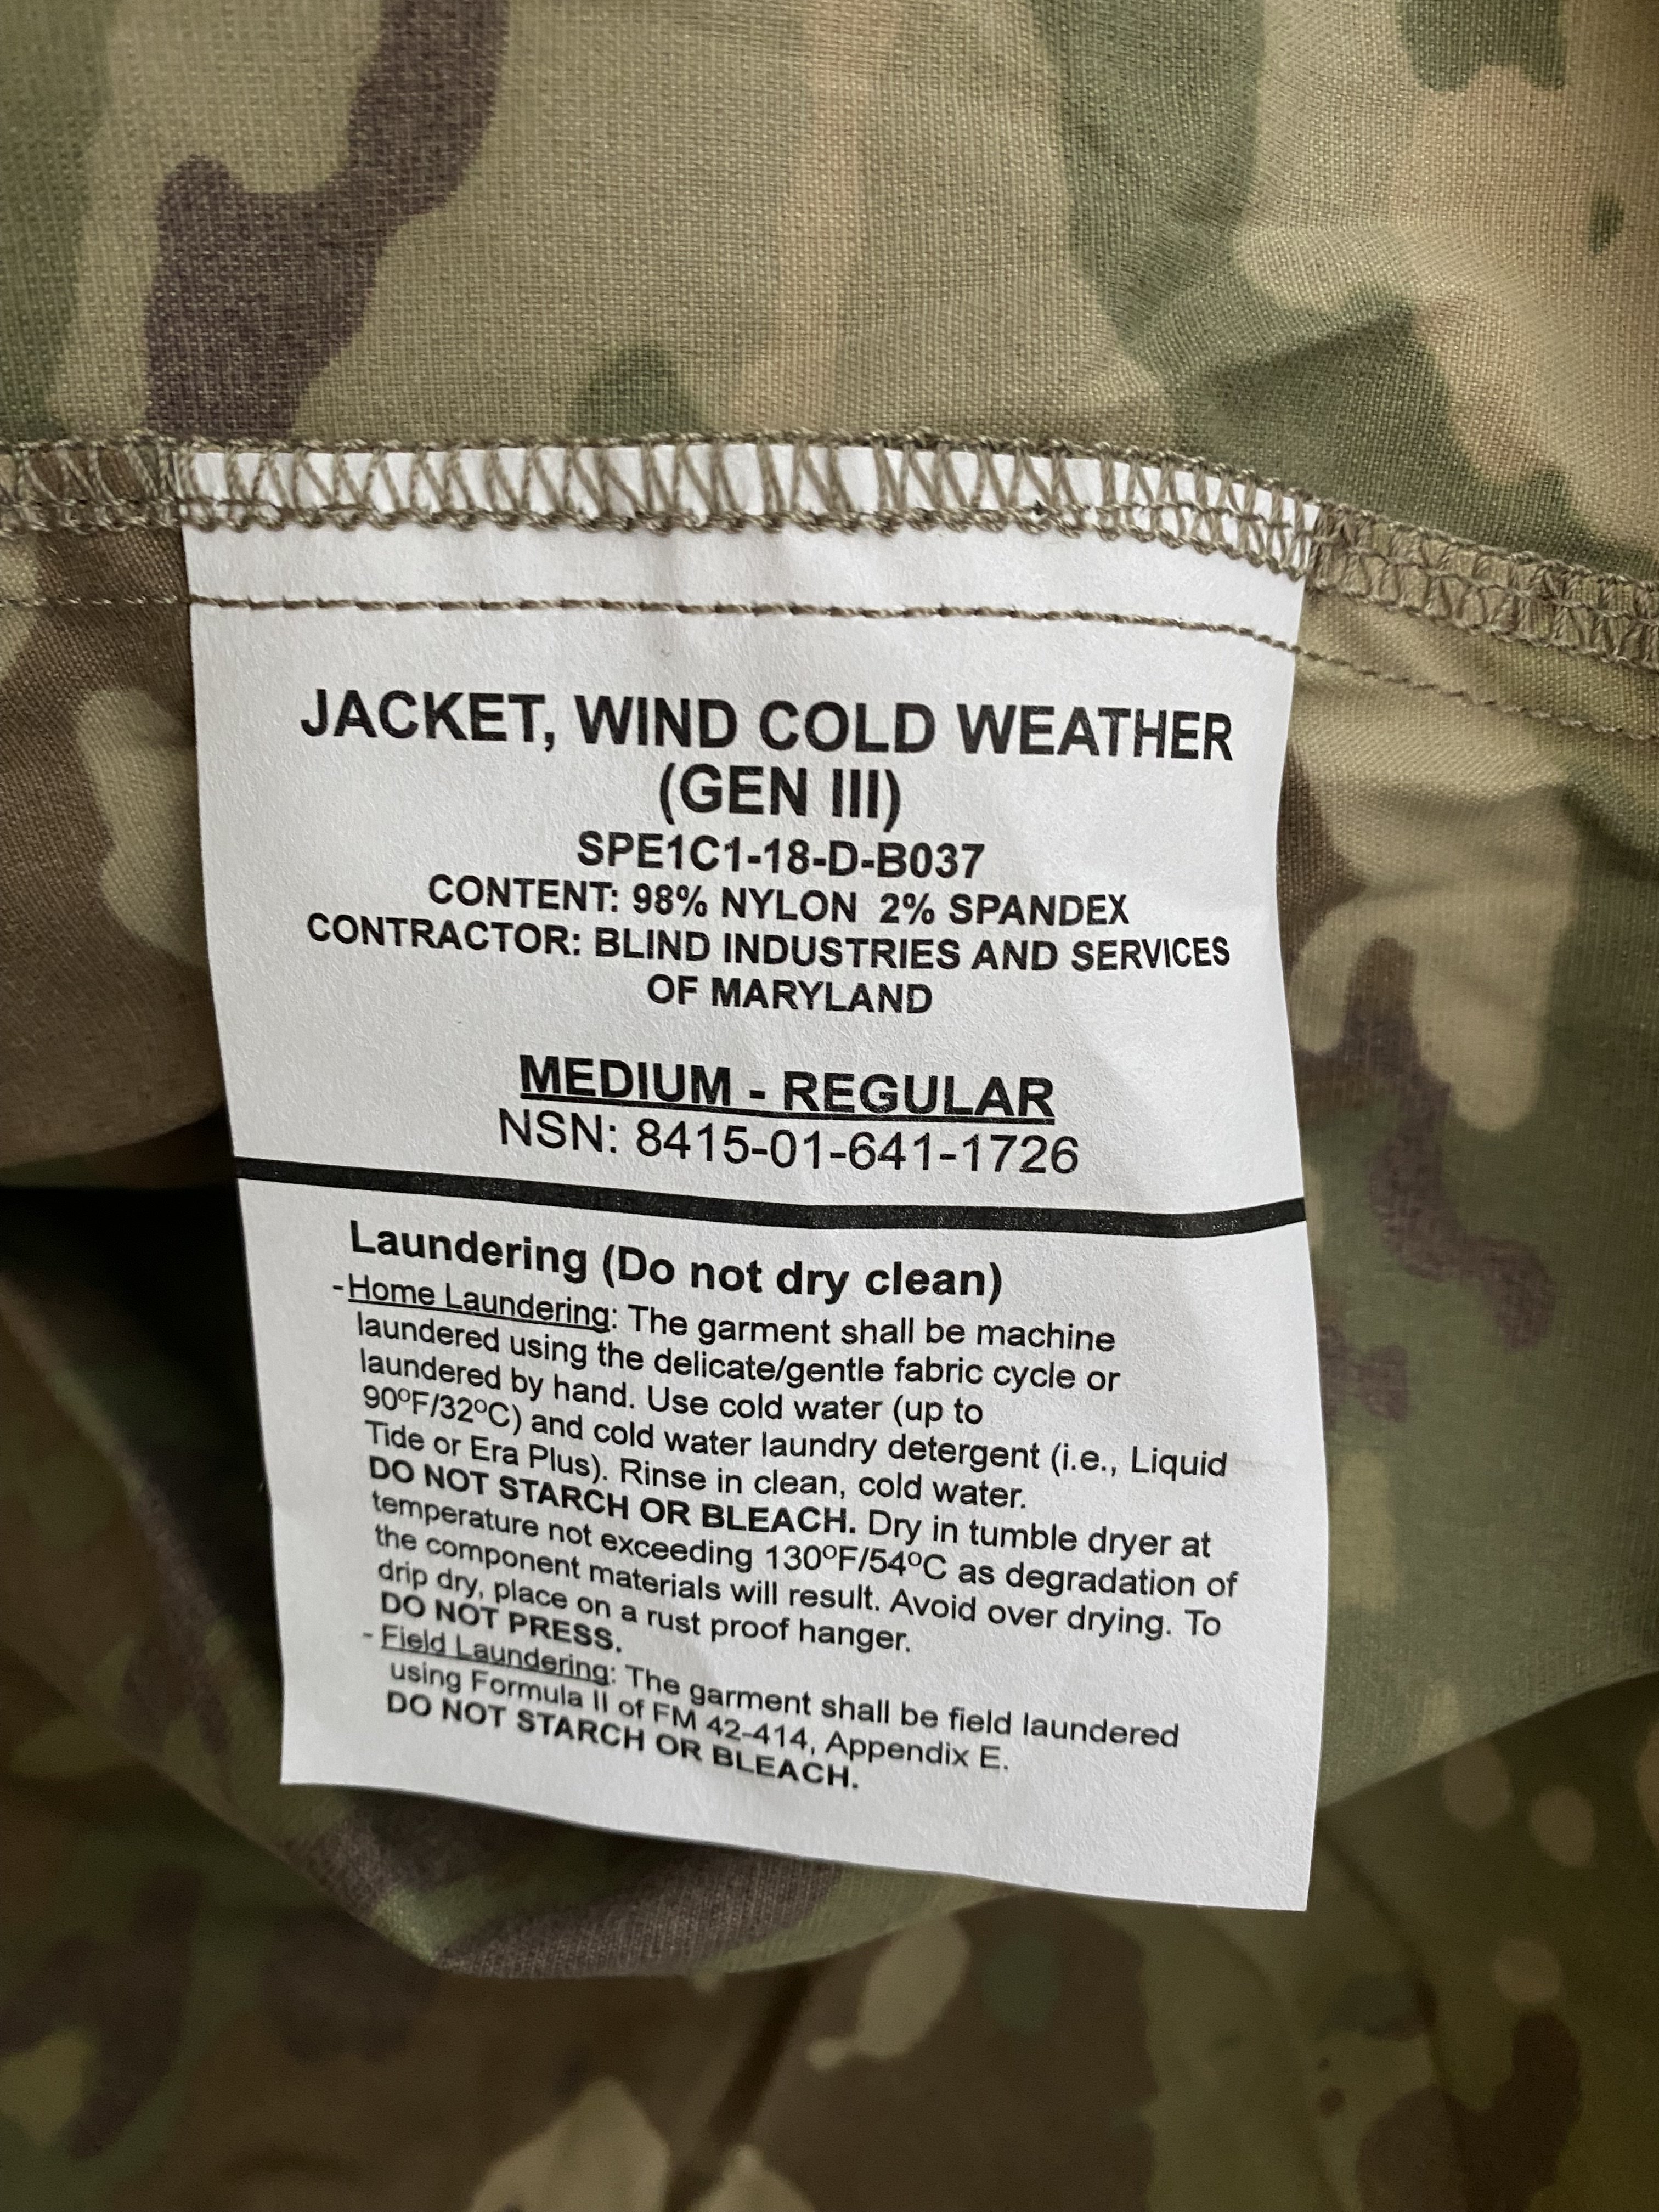 JACKET, WIND COLD WEATHER
(GEN III)
SPE1C1-18-D-B037
CONTENT: 98% NYLON 2% SPANDEX
CONTRACTOR: BLIND INDUSTRIES AND SERVICES
OF MARYLAND
MEDIUM - REGULAR
NSN: 8415-01-641-1726
Laundering (Do not dry clean)
-Home Laundering: The garment shall be machine
laundered using the delicate/gentle fabric cycle or
laundered by hand. Use cold water (up to
90ºF/32ºC) and cold water laundry detergent (i.e., Liquid
Tide or Era Plus). Rinse in clean, cold water.
DO NOT STARCH OR BLEACH. Dry in tumble dryer at
temperature not exceeding 130ºF/54ºC as degradation of
the component materials will result. Avoid over drying. To
drip dry, place on a rust proof hanger.
DO NOT PRESS.
- Field Laundering: The garment shall be field laundered
using Formula II of FM 42-414, Appendix E.
DO NOT STARCH OR BLEACH.